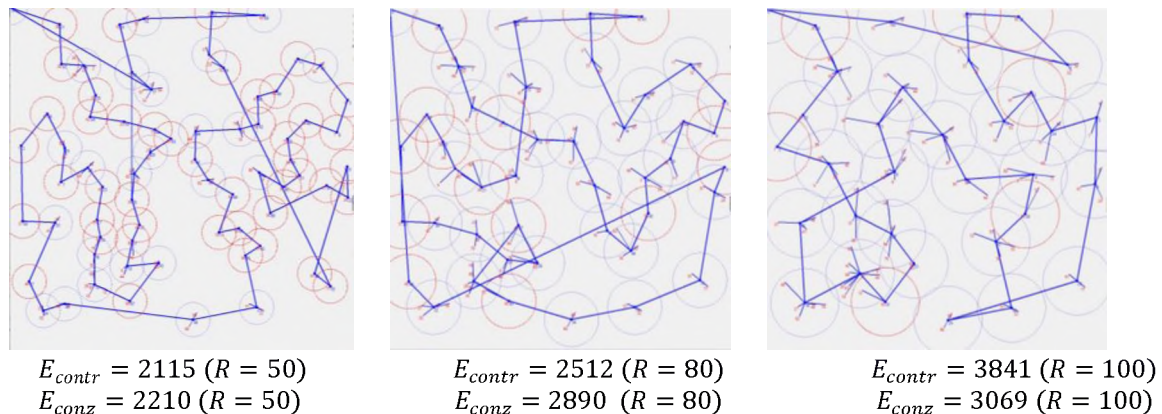 E_contr = 2115 (R = 50)
E_conz = 2210 (R = 50)
E_contr = 2512 (R = 80)
E_conz = 2890 (R = 80)
E_contr = 3841 (R = 100)
E_conz = 3069 (R = 100)